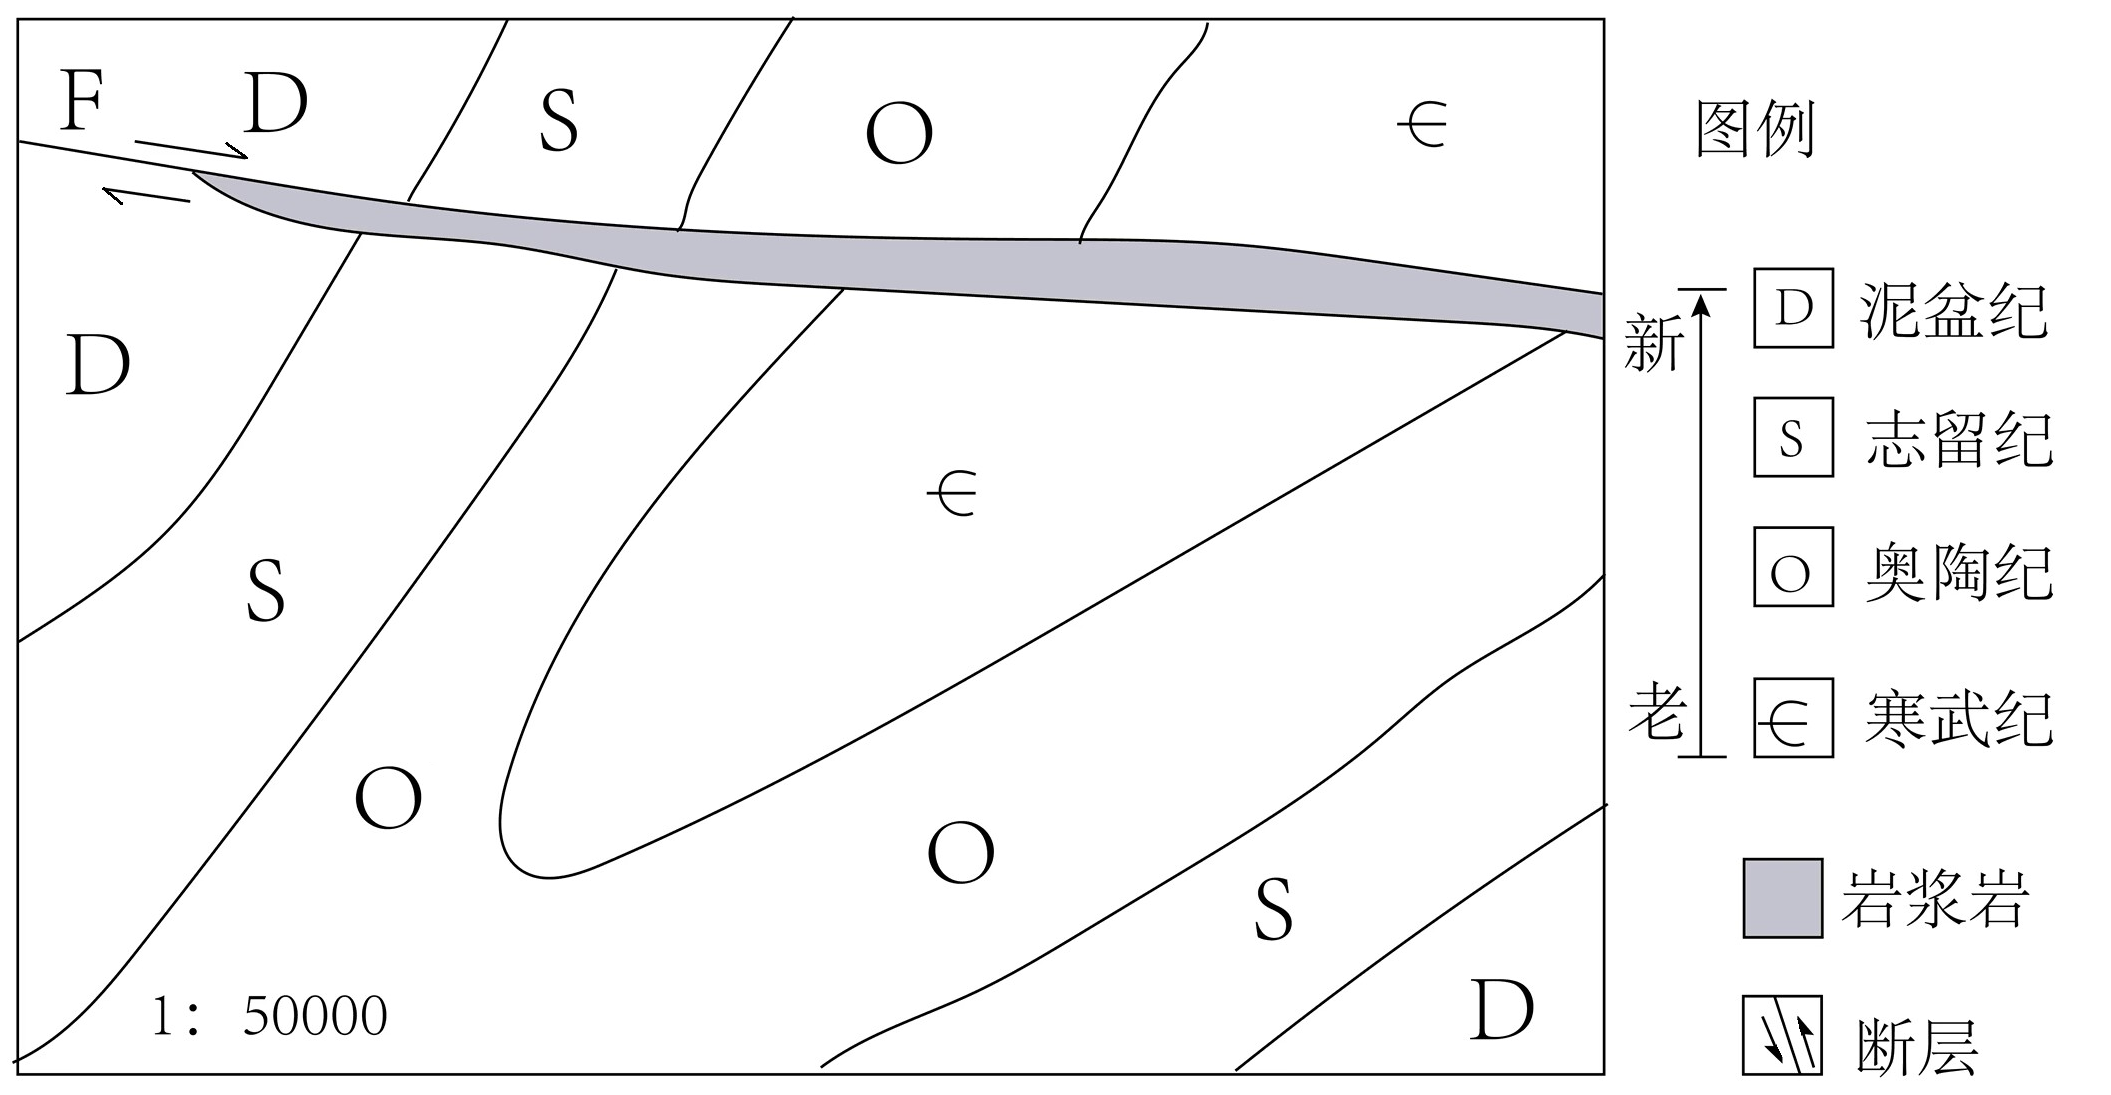 F D S O ∈
D S O ∈ O S D
1: 50000
图例
新
老
D 泥盆纪
S 志留纪
O 奥陶纪
∈ 寒武纪
岩浆岩
断层